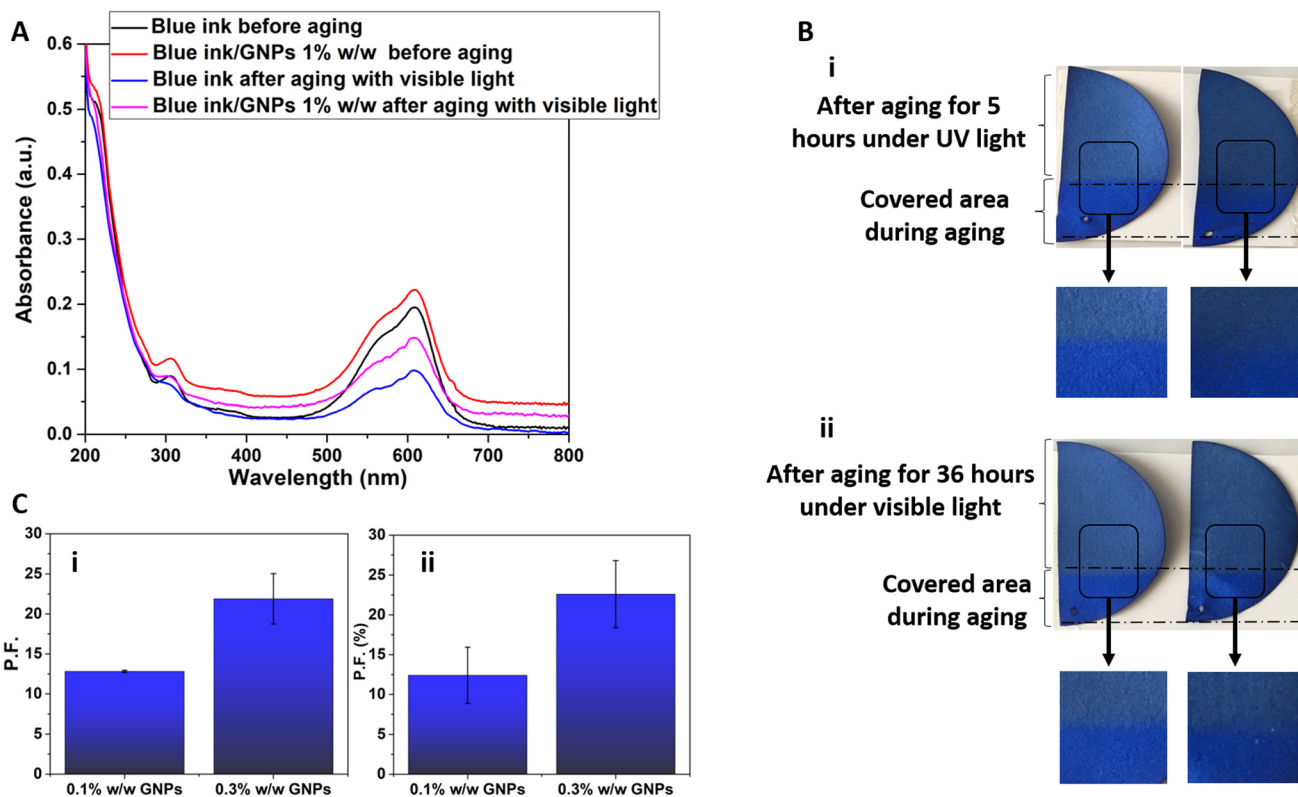 A
Blue ink before aging
Blue ink/GNPs 1% w/w before aging
Blue ink after aging with visible light
Blue ink/GNPs 1% w/w after aging with visible light
0.6
0.5
0.4
0.3
0.2
0.1
0.0
Absorbance (a.u.)
200 300 400 500 600 700 800
Wavelength (nm)
B
i
After aging for 5
hours under UV light
Covered area
during aging
ii
After aging for 36 hours
under visible light
Covered area
during aging
C
i
30
25
20
15
10
5
0
P.F.
0.1% w/w GNPs 0.3% w/w GNPs
ii
30
25
20
15
10
5
0
P.F. (%)
0.1% w/w GNPs 0.3% w/w GNPs